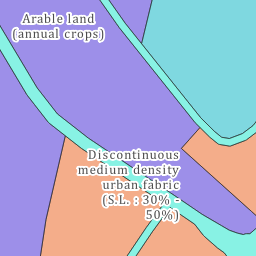 Arable land
(annual crops)
Discontinuous
medium density
urban fabric
(S.L. : 30% -
50%)